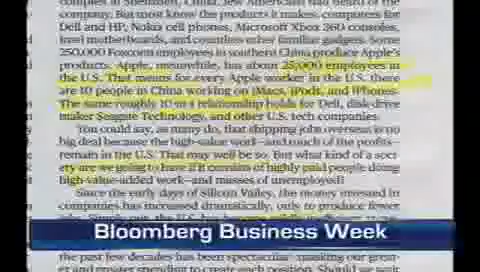 complex in Shenzhen, China, few Americans had heard of the
company. But most know the products it makes: computers for
Dell and HP, Nokia cell phones, Microsoft Xbox 360 consoles,
Intel motherboards, and countless other familiar gadgets. Some
250,000 Foxconn employees in southern China produce Apple's
products. Apple, meanwhile, has about 25,000 employees in
the U.S. That means for every Apple worker in the U.S. there
are 10 people in China working on iMacs, iPods, and iPhones.
The same roughly 10 to 1 relationship holds for Dell, disk-drive
maker Seagate Technology, and other U.S. tech companies.
You could say, as many do, that shipping jobs overseas is no
big deal because the high-value work—and much of the profits—
remain in the U.S. That may well be so. But what kind of a soci-
ety are we going to have if it consists of highly paid people doing
high-value-added work—and masses of unemployed?
Since the early days of Silicon Valley, the money invested in
companies has increased dramatically, only to produce fewer
jobs. Simply put, the U.S. has
Bloomberg Business Week
the past few decades has been spectacular—masking our great-
er and greater spending to create each position. Should we wait